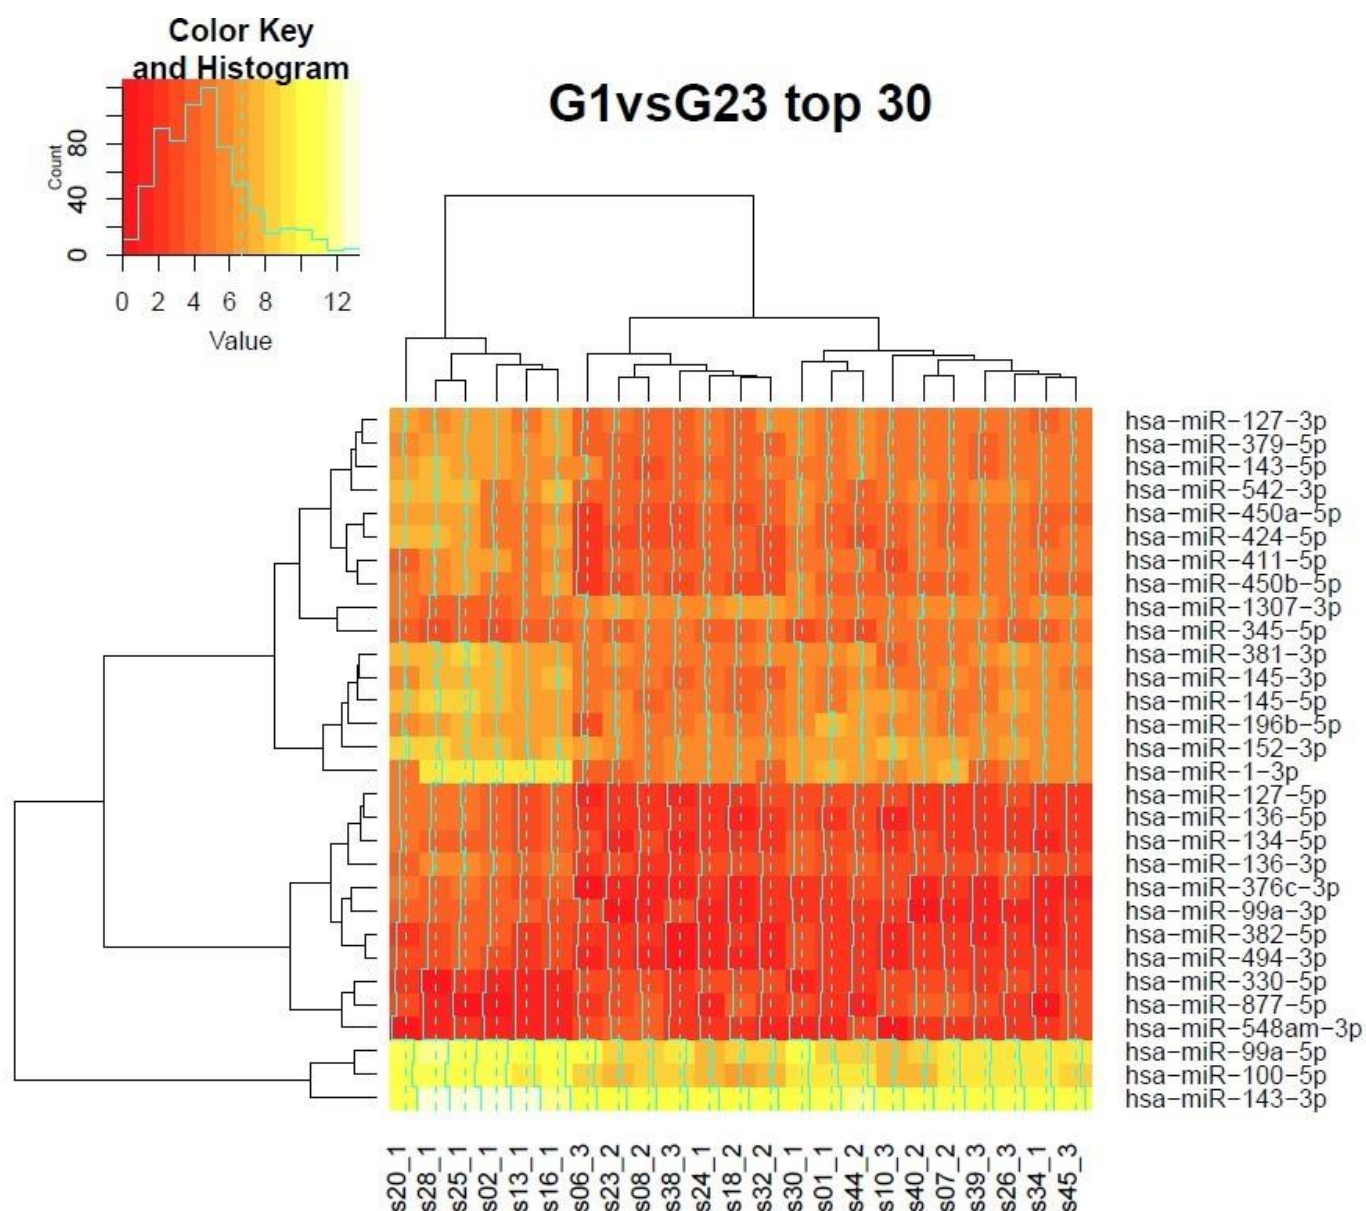 Color Key
and Histogram
G1vsG23 top 30
Count
0 40 80
0 2 4 6 8 12
Value
hsa-miR-127-3p
hsa-miR-379-5p
hsa-miR-143-5p
hsa-miR-542-3p
hsa-miR-450a-5p
hsa-miR-424-5p
hsa-miR-411-5p
hsa-miR-450b-5p
hsa-miR-1307-3p
hsa-miR-345-5p
hsa-miR-381-3p
hsa-miR-145-3p
hsa-miR-145-5p
hsa-miR-196b-5p
hsa-miR-152-3p
hsa-miR-1-3p
hsa-miR-127-5p
hsa-miR-136-5p
hsa-miR-134-5p
hsa-miR-136-3p
hsa-miR-376c-3p
hsa-miR-99a-3p
hsa-miR-382-5p
hsa-miR-494-3p
hsa-miR-330-5p
hsa-miR-877-5p
hsa-miR-548am-3p
hsa-miR-99a-5p
hsa-miR-100-5p
hsa-miR-143-3p
s20_1
s28_1
s25_1
s02_1
s13_1
s16_1
s06_3
s23_2
s08_2
s38_3
s24_1
s18_2
s32_2
s30_1
s01_1
s44_2
s10_3
s40_2
s07_2
s39_3
s26_3
s34_1
s45_3